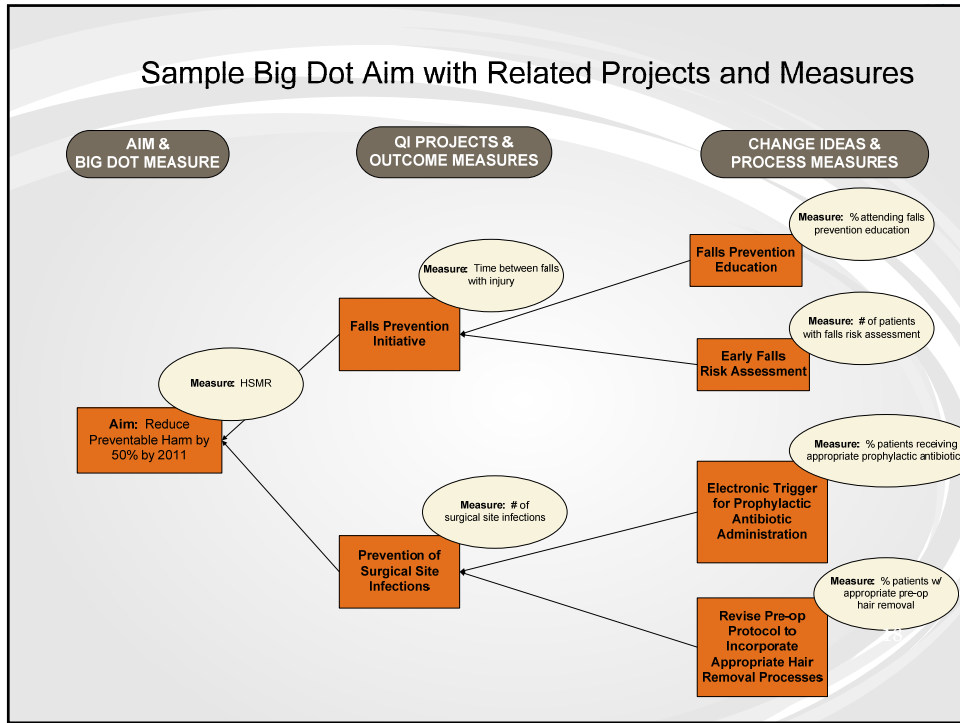 Sample Big Dot Aim with Related Projects and Measures
AIM &
BIG DOT MEASURE
QI PROJECTS &
OUTCOME MEASURES
CHANGE IDEAS &
PROCESS MEASURES
Measure: % attending falls
prevention education
Falls Prevention
Education
Measure: Time between falls
with injury
Falls Prevention
Initiative
Measure: # of patients
with falls risk assessment
Early Falls
Risk Assessment
Measure: HSMR
Aim: Reduce
Preventable Harm by
50% by 2011
Measure: % patients receiving
appropriate prophylactic antibiotic
Electronic Trigger
for Prophylactic
Antibiotic
Administration
Measure: # of
surgical site infections
Prevention of
Surgical Site
Infections
Measure: % patients w/
appropriate pre-op
hair removal
Revise Pre-op
Protocol to
Incorporate
Appropriate Hair
Removal Processes
18